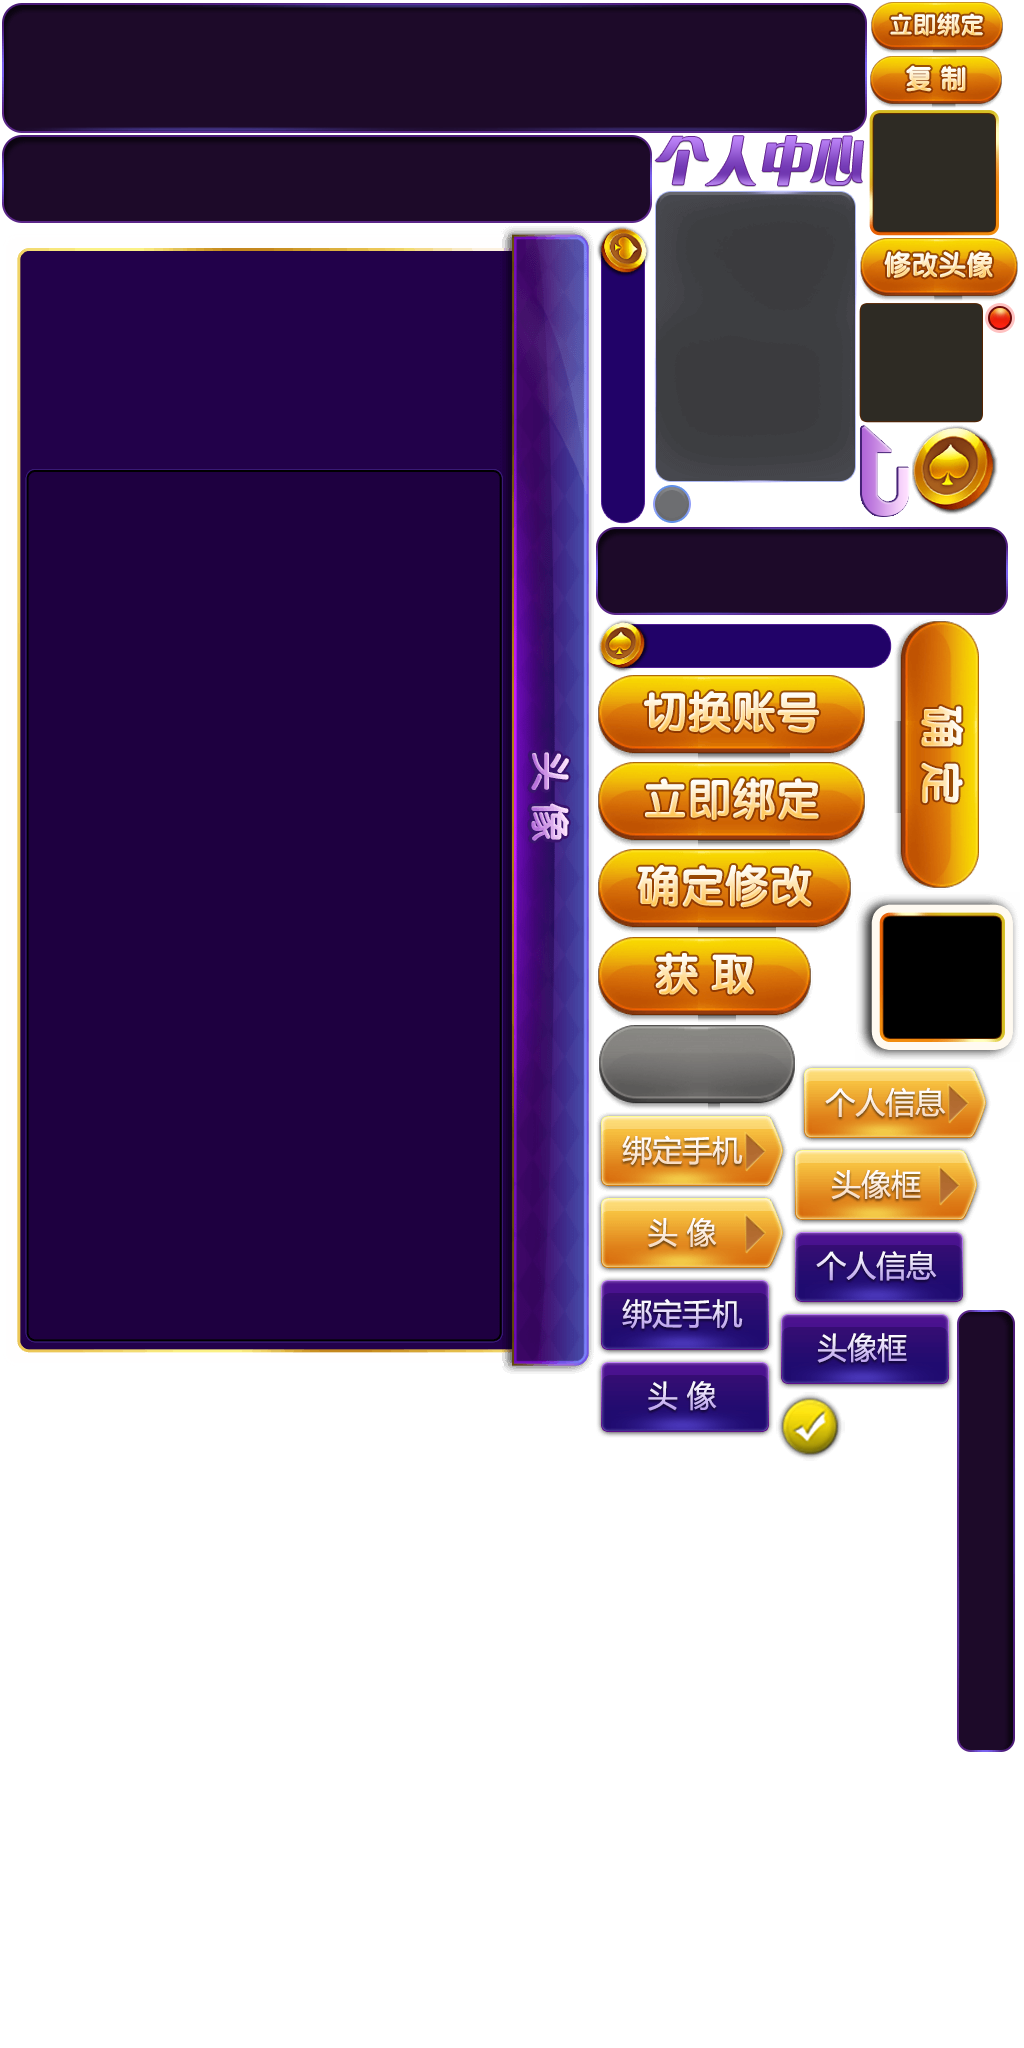 立即绑定
复 制
个人中心
修改头像
头像
切换账号
确定
立即绑定
确定修改
获 取
个人信息
绑定手机
头像框
头 像
个人信息
绑定手机
头像框
头 像